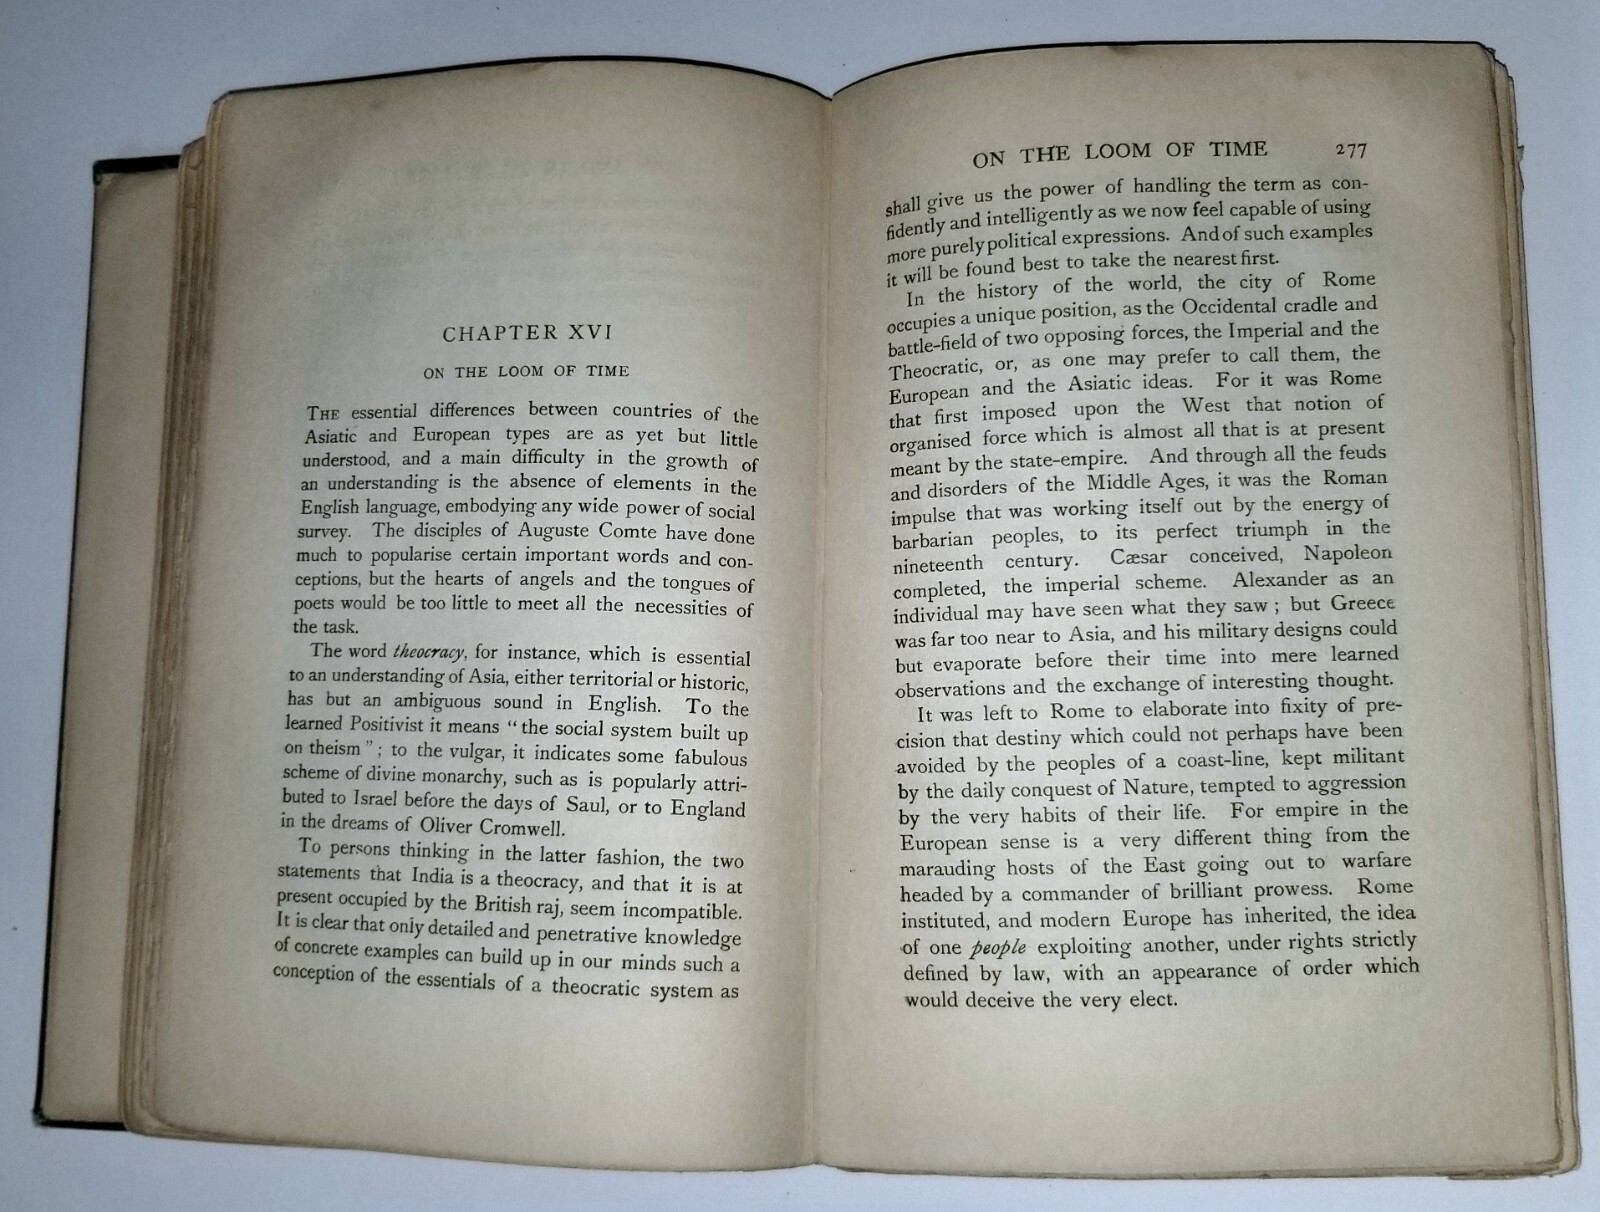 CHAPTER XVI
ON THE LOOM OF TIME
THE essential differences between countries of the
Asiatic and European types are as yet but little
understood, and a main difficulty in the growth of
an understanding is the absence of elements in the
English language, embodying any wide power of social
survey. The disciples of Auguste Comte have done
much to popularise certain important words and con-
ceptions, but the hearts of angels and the tongues of
poets would be too little to meet all the necessities of
the task.
The word theocracy, for instance, which is essential
to an understanding of Asia, either territorial or historic,
has but an ambiguous sound in English. To the
learned Positivist it means "the social system built up
on theism"; to the vulgar, it indicates some fabulous
scheme of divine monarchy, such as is popularly attri-
buted to Israel before the days of Saul, or to England
in the dreams of Oliver Cromwell.
To persons thinking in the latter fashion, the two
statements that India is a theocracy, and that it is at
present occupied by the British raj, seem incompatible.
It is clear that only detailed and penetrative knowledge
of concrete examples can build up in our minds such a
conception of the essentials of a theocratic system as
ON THE LOOM OF TIME 277
shall give us the power of handling the term as con-
fidently and intelligently as we now feel capable of using
more purely political expressions. And of such examples
it will be found best to take the nearest first.
In the history of the world, the city of Rome
occupies a unique position, as the Occidental cradle and
battle-field of two opposing forces, the Imperial and the
Theocratic, or, as one may prefer to call them, the
European and the Asiatic ideas. For it was Rome
that first imposed upon the West that notion of
organised force which is almost all that is at present
meant by the state-empire. And through all the feuds
and disorders of the Middle Ages, it was the Roman
impulse that was working itself out by the energy of
barbarian peoples, to its perfect triumph in the
nineteenth century. Cæsar conceived, Napoleon
completed, the imperial scheme. Alexander as an
individual may have seen what they saw; but Greece
was far too near to Asia, and his military designs could
but evaporate before their time into mere learned
observations and the exchange of interesting thought.
It was left to Rome to elaborate into fixity of pre-
cision that destiny which could not perhaps have been
avoided by the peoples of a coast-line, kept militant
by the daily conquest of Nature, tempted to aggression
by the very habits of their life. For empire in the
European sense is a very different thing from the
marauding hosts of the East going out to warfare
headed by a commander of brilliant prowess. Rome
instituted, and modern Europe has inherited, the idea
of one people exploiting another, under rights strictly
defined by law, with an appearance of order which
would deceive the very elect.